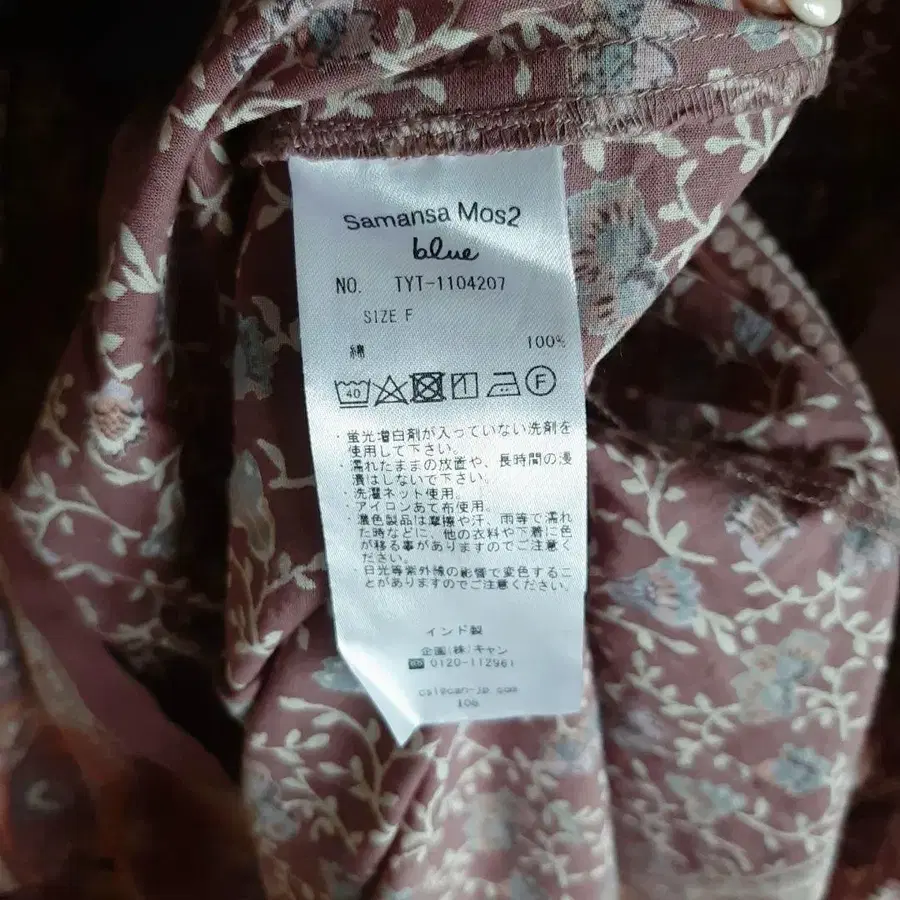 Samansa Mos2
blue
NO. TYT-1104207
SIZE F
綿 100%
40 F
・蛍光増白剤が入っていない洗剤を
使用して下さい。
・濡れたままの放置や、長時間の浸
漬はしないで下さい。
・洗濯ネット使用。
・アイロンあて布使用。
・濃色製品は摩擦や汗、雨等で濡れ
た時などに、他の衣料や下着に色
が移る事がありますのでご注意く
ださい。
日光等紫外線の影響で変色するこ
とがありますのでご注意ください。
インド製
企画(株)キャン
0120-112961
cs@can-jp.com
106